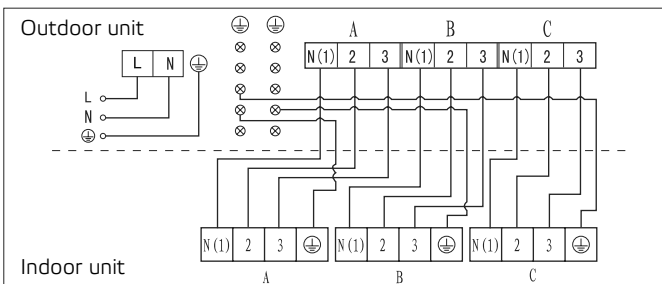 Outdoor unit
A B C
L N
N(1) 2 3 N(1) 2 3 N(1) 2 3
L
N
N(1) 2 3 N(1) 2 3 N(1) 2 3
Indoor unit
A B C